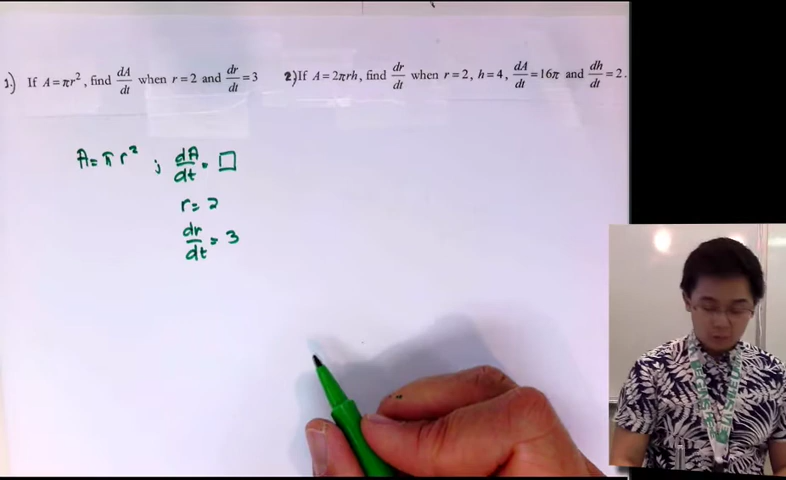 1.) If A = πr², find dA/dt when r = 2 and dr/dt = 3
2) If A = 2πrh, find dr/dt when r = 2, h = 4, dA/dt = 16π and dh/dt = 2.
A = πr² ; dA/dt = □
r = 2
dr/dt = 3